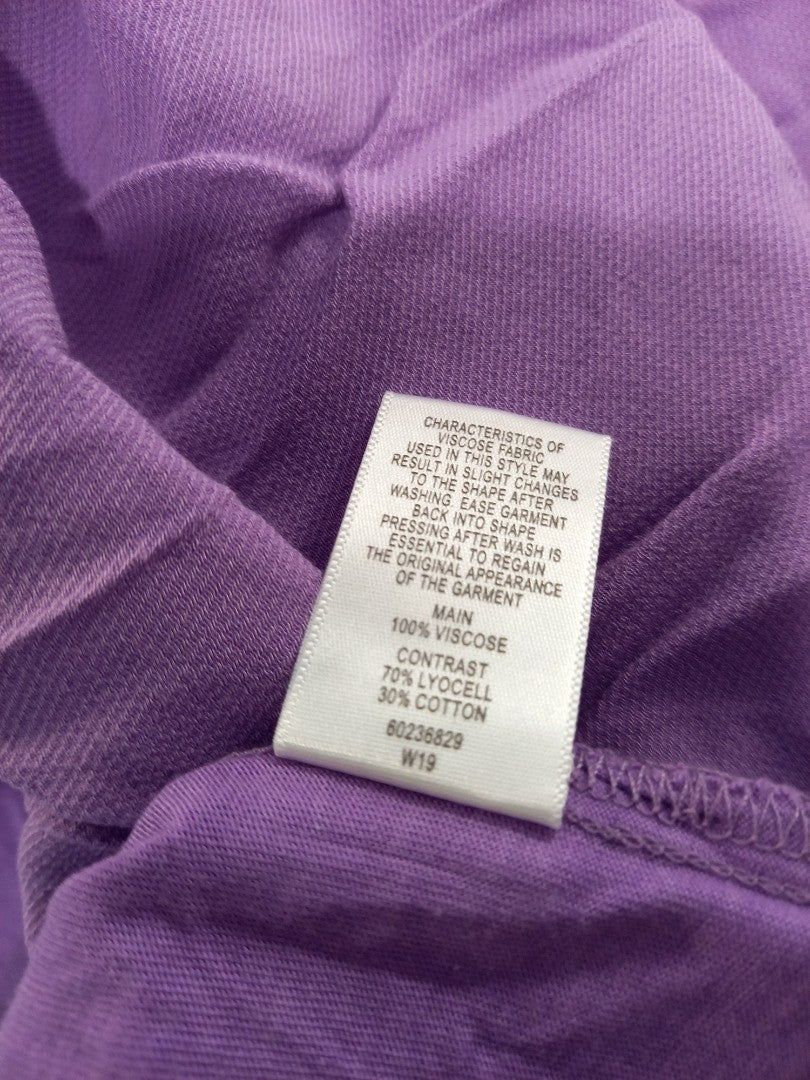 CHARACTERISTICS OF
VISCOSE FABRIC
USED IN THIS STYLE MAY
RESULT IN SLIGHT CHANGES
TO THE SHAPE AFTER
WASHING EASE GARMENT
BACK INTO SHAPE
PRESSING AFTER WASH IS
ESSENTIAL TO REGAIN
THE ORIGINAL APPEARANCE
OF THE GARMENT
MAIN
100% VISCOSE
CONTRAST
70% LYOCELL
30% COTTON
60236829
W19